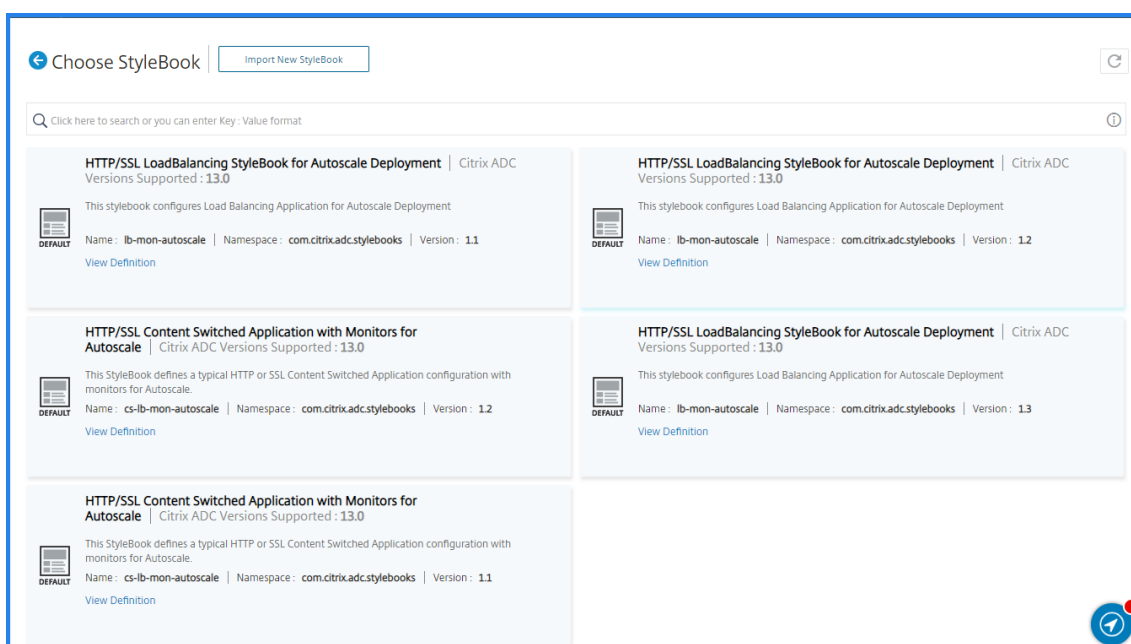 Choose StyleBook
Import New StyleBook
Click here to search or you can enter Key : Value format
HTTP/SSL LoadBalancing StyleBook for Autoscale Deployment | Citrix ADC
Versions Supported : 13.0
This stylebook configures Load Balancing Application for Autoscale Deployment
DEFAULT
Name : lb-mon-autoscale | Namespace : com.citrix.adc.stylebooks | Version : 1.1
View Definition
HTTP/SSL LoadBalancing StyleBook for Autoscale Deployment | Citrix ADC
Versions Supported : 13.0
This stylebook configures Load Balancing Application for Autoscale Deployment
DEFAULT
Name : lb-mon-autoscale | Namespace : com.citrix.adc.stylebooks | Version : 1.2
View Definition
HTTP/SSL Content Switched Application with Monitors for
Autoscale | Citrix ADC Versions Supported : 13.0
This StyleBook defines a typical HTTP or SSL Content Switched Application configuration with
monitors for Autoscale.
DEFAULT
Name : cs-lb-mon-autoscale | Namespace : com.citrix.adc.stylebooks | Version : 1.2
View Definition
HTTP/SSL LoadBalancing StyleBook for Autoscale Deployment | Citrix ADC
Versions Supported : 13.0
This stylebook configures Load Balancing Application for Autoscale Deployment
DEFAULT
Name : lb-mon-autoscale | Namespace : com.citrix.adc.stylebooks | Version : 1.3
View Definition
HTTP/SSL Content Switched Application with Monitors for
Autoscale | Citrix ADC Versions Supported : 13.0
This StyleBook defines a typical HTTP or SSL Content Switched Application configuration with
monitors for Autoscale.
DEFAULT
Name : cs-lb-mon-autoscale | Namespace : com.citrix.adc.stylebooks | Version : 1.1
View Definition